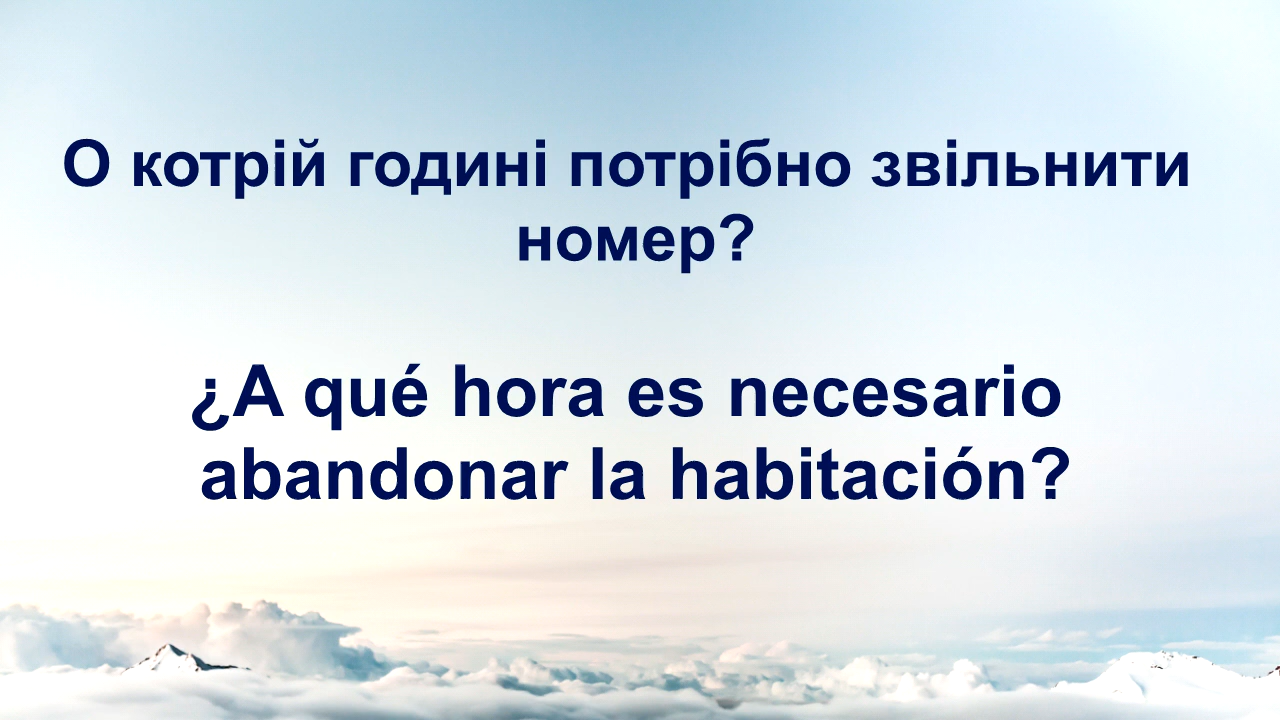 О котрій годині потрібно звільнити
номер?
¿A qué hora es necesario
abandonar la habitación?